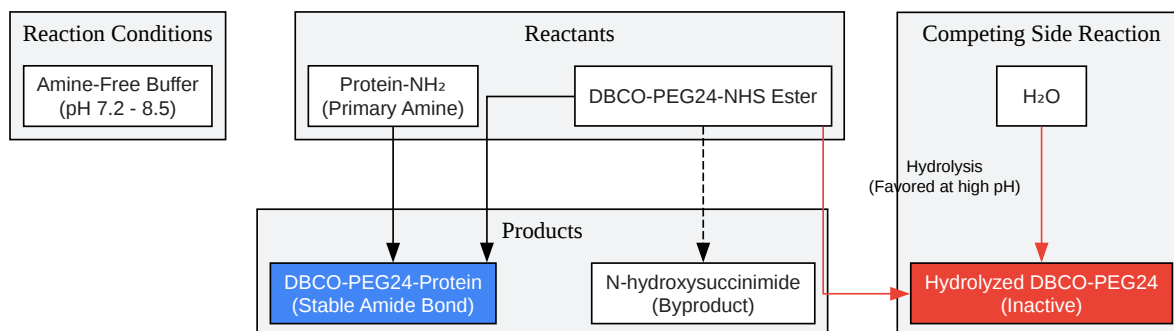 Reaction Conditions
Amine-Free Buffer
(pH 7.2 - 8.5)
Reactants
Protein-NH₂
(Primary Amine)
DBCO-PEG24-NHS Ester
Competing Side Reaction
H₂O
Hydrolysis
(Favored at high pH)
Products
DBCO-PEG24-Protein
(Stable Amide Bond)
N-hydroxysuccinimide
(Byproduct)
Hydrolyzed DBCO-PEG24
(Inactive)